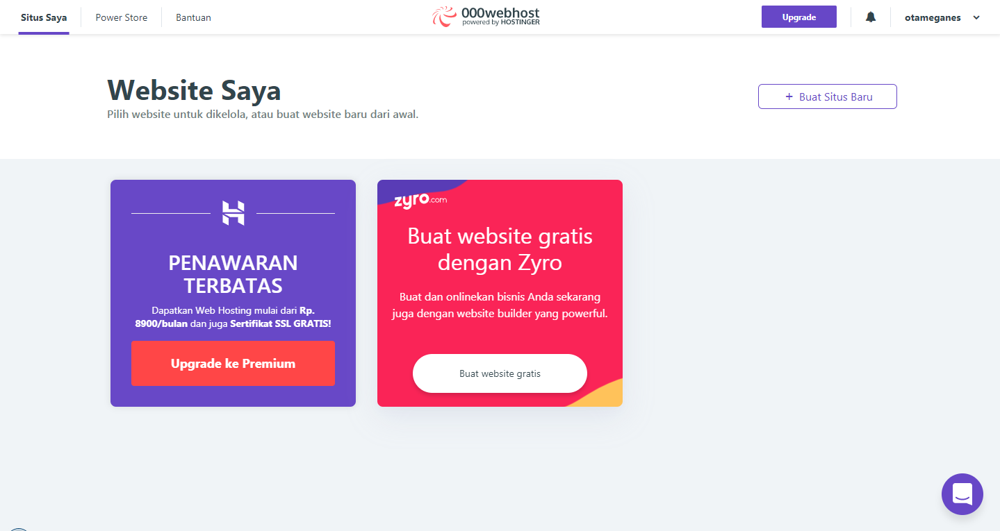 Situs Saya
Power Store
Bantuan
000webhost
powered by HOSTINGER
Upgrade
otameganes
Website Saya
Pilih website untuk dikelola, atau buat website baru dari awal.
+ Buat Situs Baru
PENAWARAN
TERBATAS
Dapatkan Web Hosting mulai dari Rp.
8900/bulan dan juga Sertifikat SSL GRATIS!
Upgrade ke Premium
zyro.com
Buat website gratis
dengan Zyro
Buat dan onlinekan bisnis Anda sekarang
juga dengan website builder yang powerful.
Buat website gratis